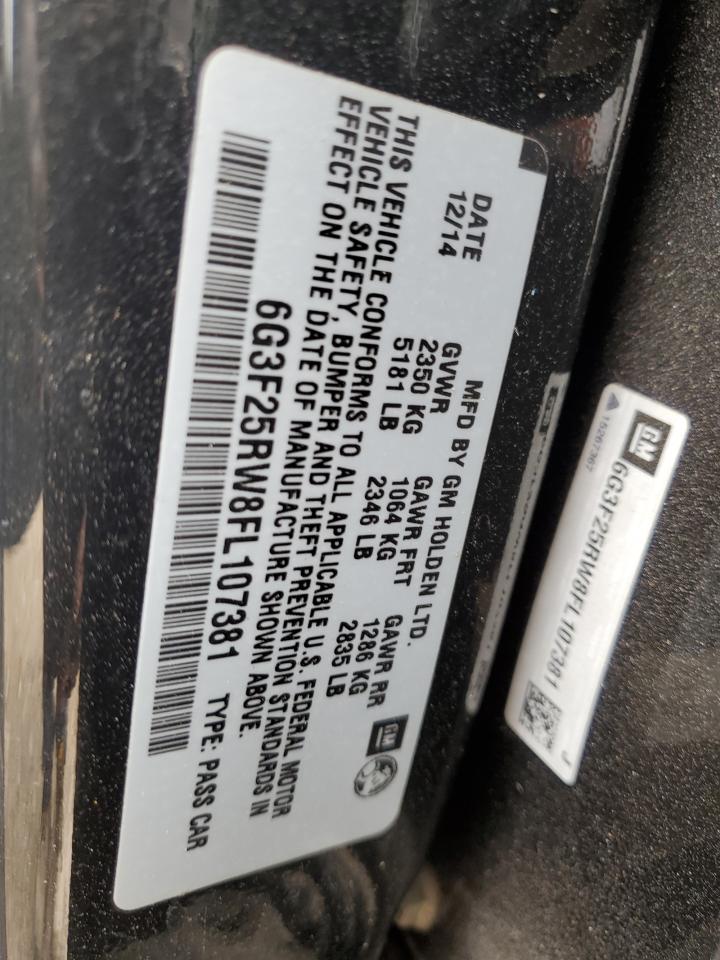 DATE
12/14
MFD BY GM HOLDEN LTD.
GVWR GAWR FRT GAWR RR
2350 KG 1064 KG 1286 KG
5181 LB 2346 LB 2835 LB
GM
THIS VEHICLE CONFORMS TO ALL APPLICABLE U.S. FEDERAL MOTOR
VEHICLE SAFETY, BUMPER AND THEFT PREVENTION STANDARDS IN
EFFECT ON THE DATE OF MANUFACTURE SHOWN ABOVE.
6G3F25RW8FL107381 TYPE: PASS CAR
GM
15267367
6G3F25RW8FL107381
J